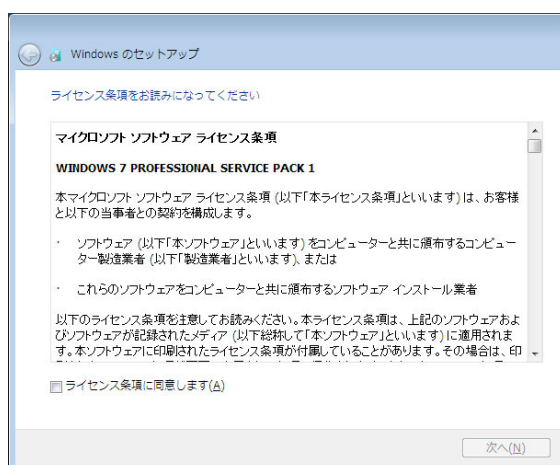 Windows のセットアップ
ライセンス条項をお読みになってください
マイクロソフト ソフトウェア ライセンス条項
WINDOWS 7 PROFESSIONAL SERVICE PACK 1
本マイクロソフト ソフトウェア ライセンス条項 (以下「本ライセンス条項」といいます) は、お客様
と以下の当事者との契約を構成します。
· ソフトウェア (以下「本ソフトウェア」といいます) をコンピューターと共に頒布するコンピュー
ター製造業者 (以下「製造業者」といいます)、または
· これらのソフトウェアをコンピューターと共に頒布するソフトウェア インストール業者
以下のライセンス条項を注意してお読みください。本ライセンス条項は、上記のソフトウェアおよ
びソフトウェアが記録されたメディア (以下総称して「本ソフトウェア」といいます) に適用されま
す。本ソフトウェアに印刷されたライセンス条項が付属していることがあります。その場合は、印
ライセンス条項に同意します(A)
次へ(N)